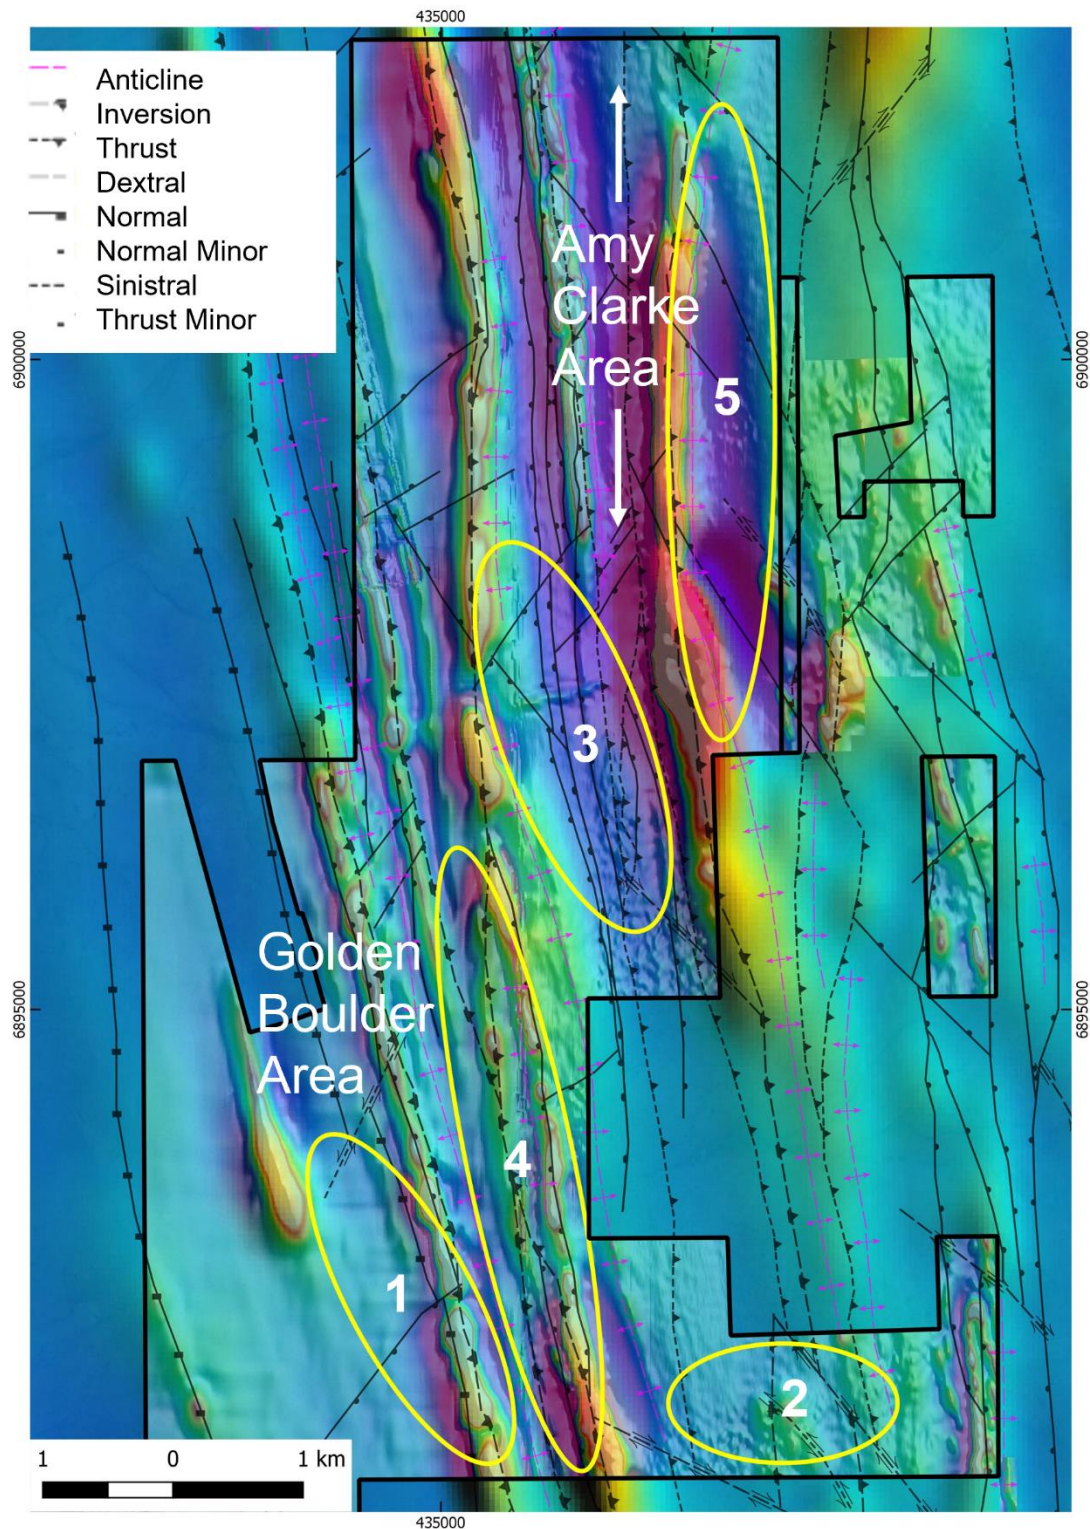 435000
Anticline
Inversion
Thrust
Dextral
Normal
Normal Minor
Sinistral
Thrust Minor
Amy
Clarke
Area
6900000
6900000
5
3
Golden
Boulder
Area
6895000
6895000
4
1
2
1 0 1 km
435000